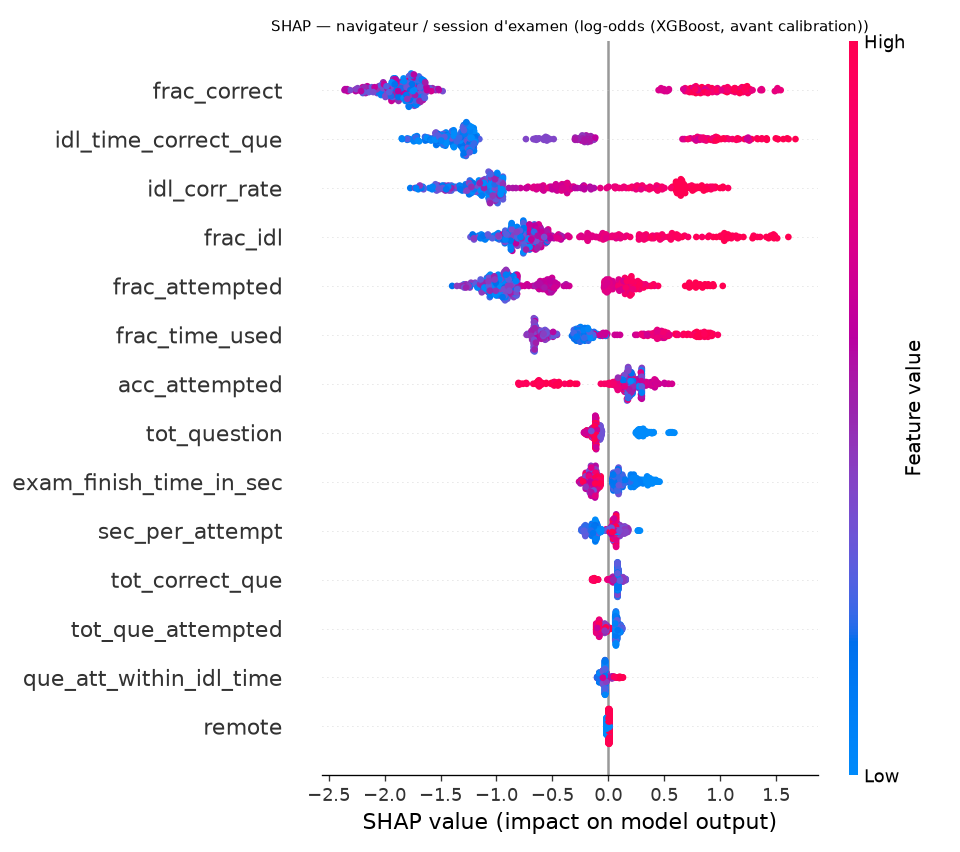 SHAP — navigateur / session d'examen (log-odds (XGBoost, avant calibration))
High
frac_correct
idl_time_correct_que
idl_corr_rate
frac_idl
frac_attempted
frac_time_used
acc_attempted
tot_question
exam_finish_time_in_sec
sec_per_attempt
tot_correct_que
tot_que_attempted
que_att_within_idl_time
remote
Feature value
Low
−2.5 −2.0 −1.5 −1.0 −0.5 0.0 0.5 1.0 1.5
SHAP value (impact on model output)